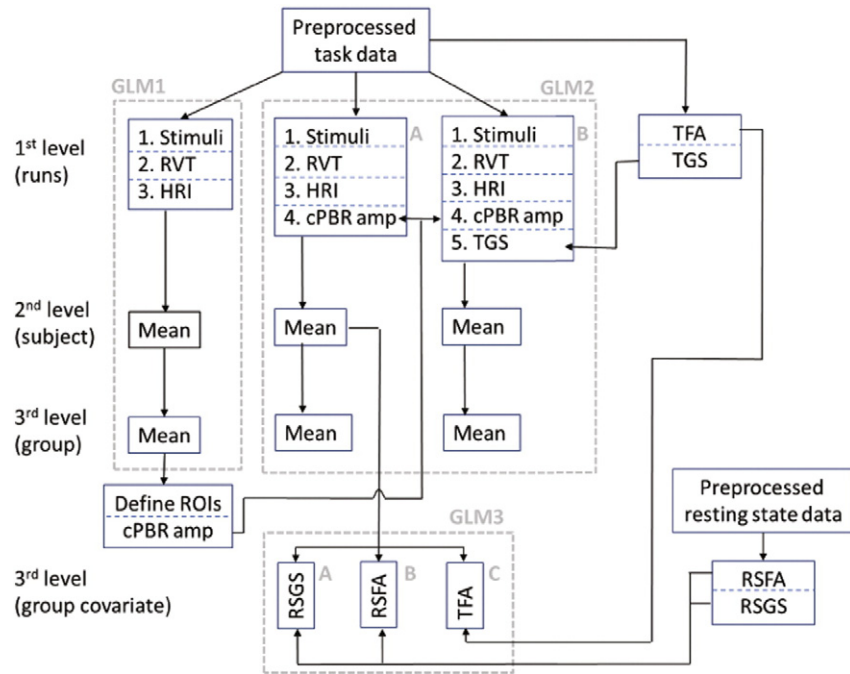 Preprocessed
task data
GLM1
GLM2
1st level
(runs)
1. Stimuli
2. RVT
3. HRI
A
1. Stimuli
2. RVT
3. HRI
4. cPBR amp
B
1. Stimuli
2. RVT
3. HRI
4. cPBR amp
5. TGS
TFA
TGS
2nd level
(subject)
Mean
Mean
Mean
3rd level
(group)
Mean
Mean
Mean
Define ROIs
cPBR amp
Preprocessed
resting state data
GLM3
3rd level
(group covariate)
RSGS
A
RSFA
B
TFA
C
RSFA
RSGS